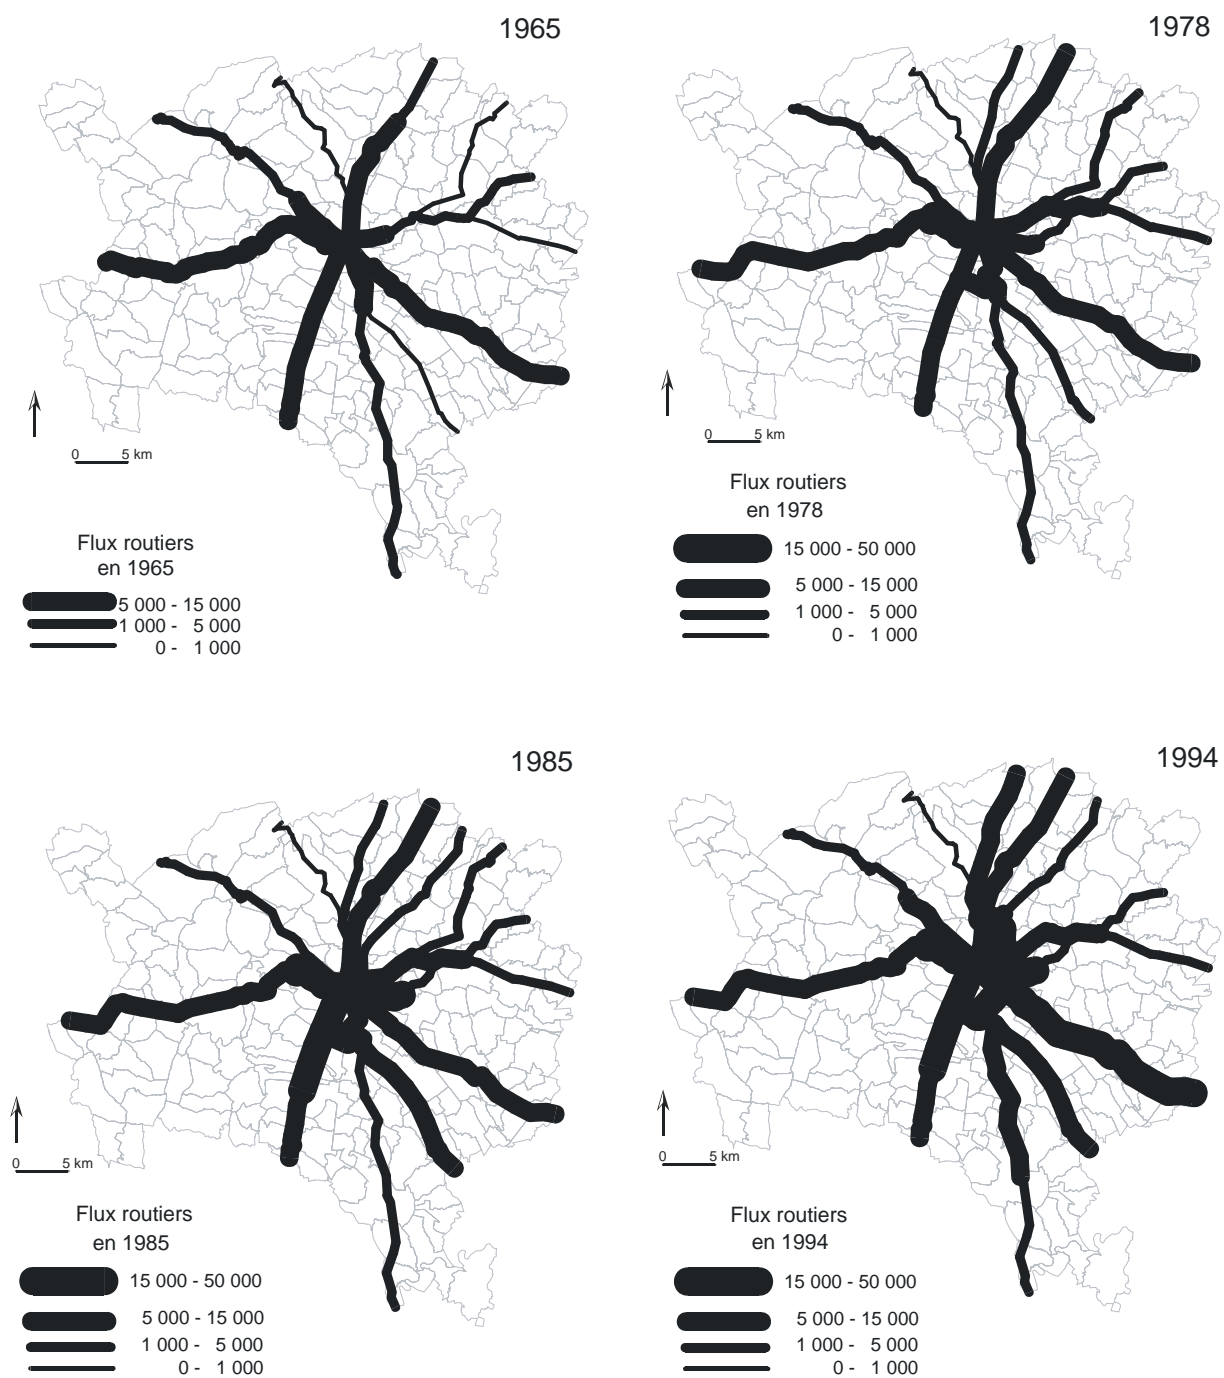 1965
0 5 km
Flux routiers
en 1965
5 000 - 15 000
1 000 - 5 000
0 - 1 000
1978
0 5 km
Flux routiers
en 1978
15 000 - 50 000
5 000 - 15 000
1 000 - 5 000
0 - 1 000
1985
0 5 km
Flux routiers
en 1985
15 000 - 50 000
5 000 - 15 000
1 000 - 5 000
0 - 1 000
1994
0 5 km
Flux routiers
en 1994
15 000 - 50 000
5 000 - 15 000
1 000 - 5 000
0 - 1 000